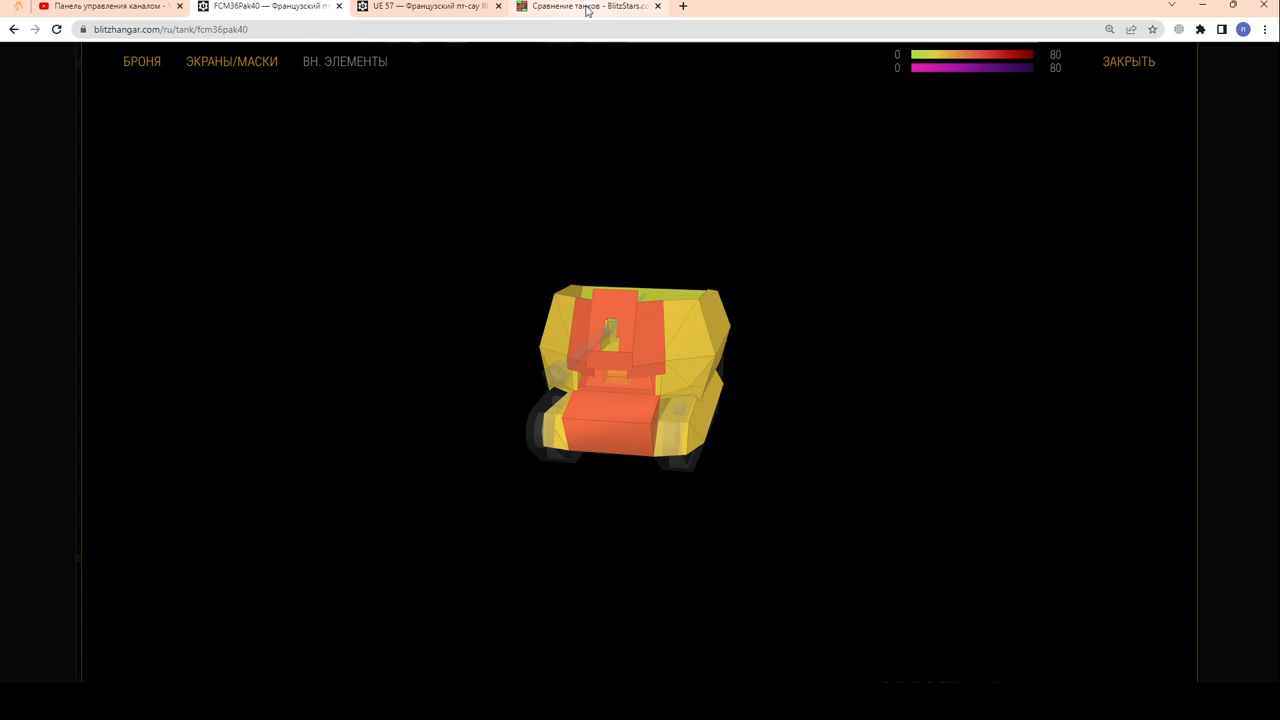 Панель управления каналом –
FCM36Pak40 — Французский п
UE 57 — Французский пт-сау III
Сравнение танков - BlitzStars.co
blitzhangar.com/ru/tank/fcm36pak40
n
БРОНЯ
ЭКРАНЫ/МАСКИ
ВН. ЭЛЕМЕНТЫ
0
80
0
80
ЗАКРЫТЬ